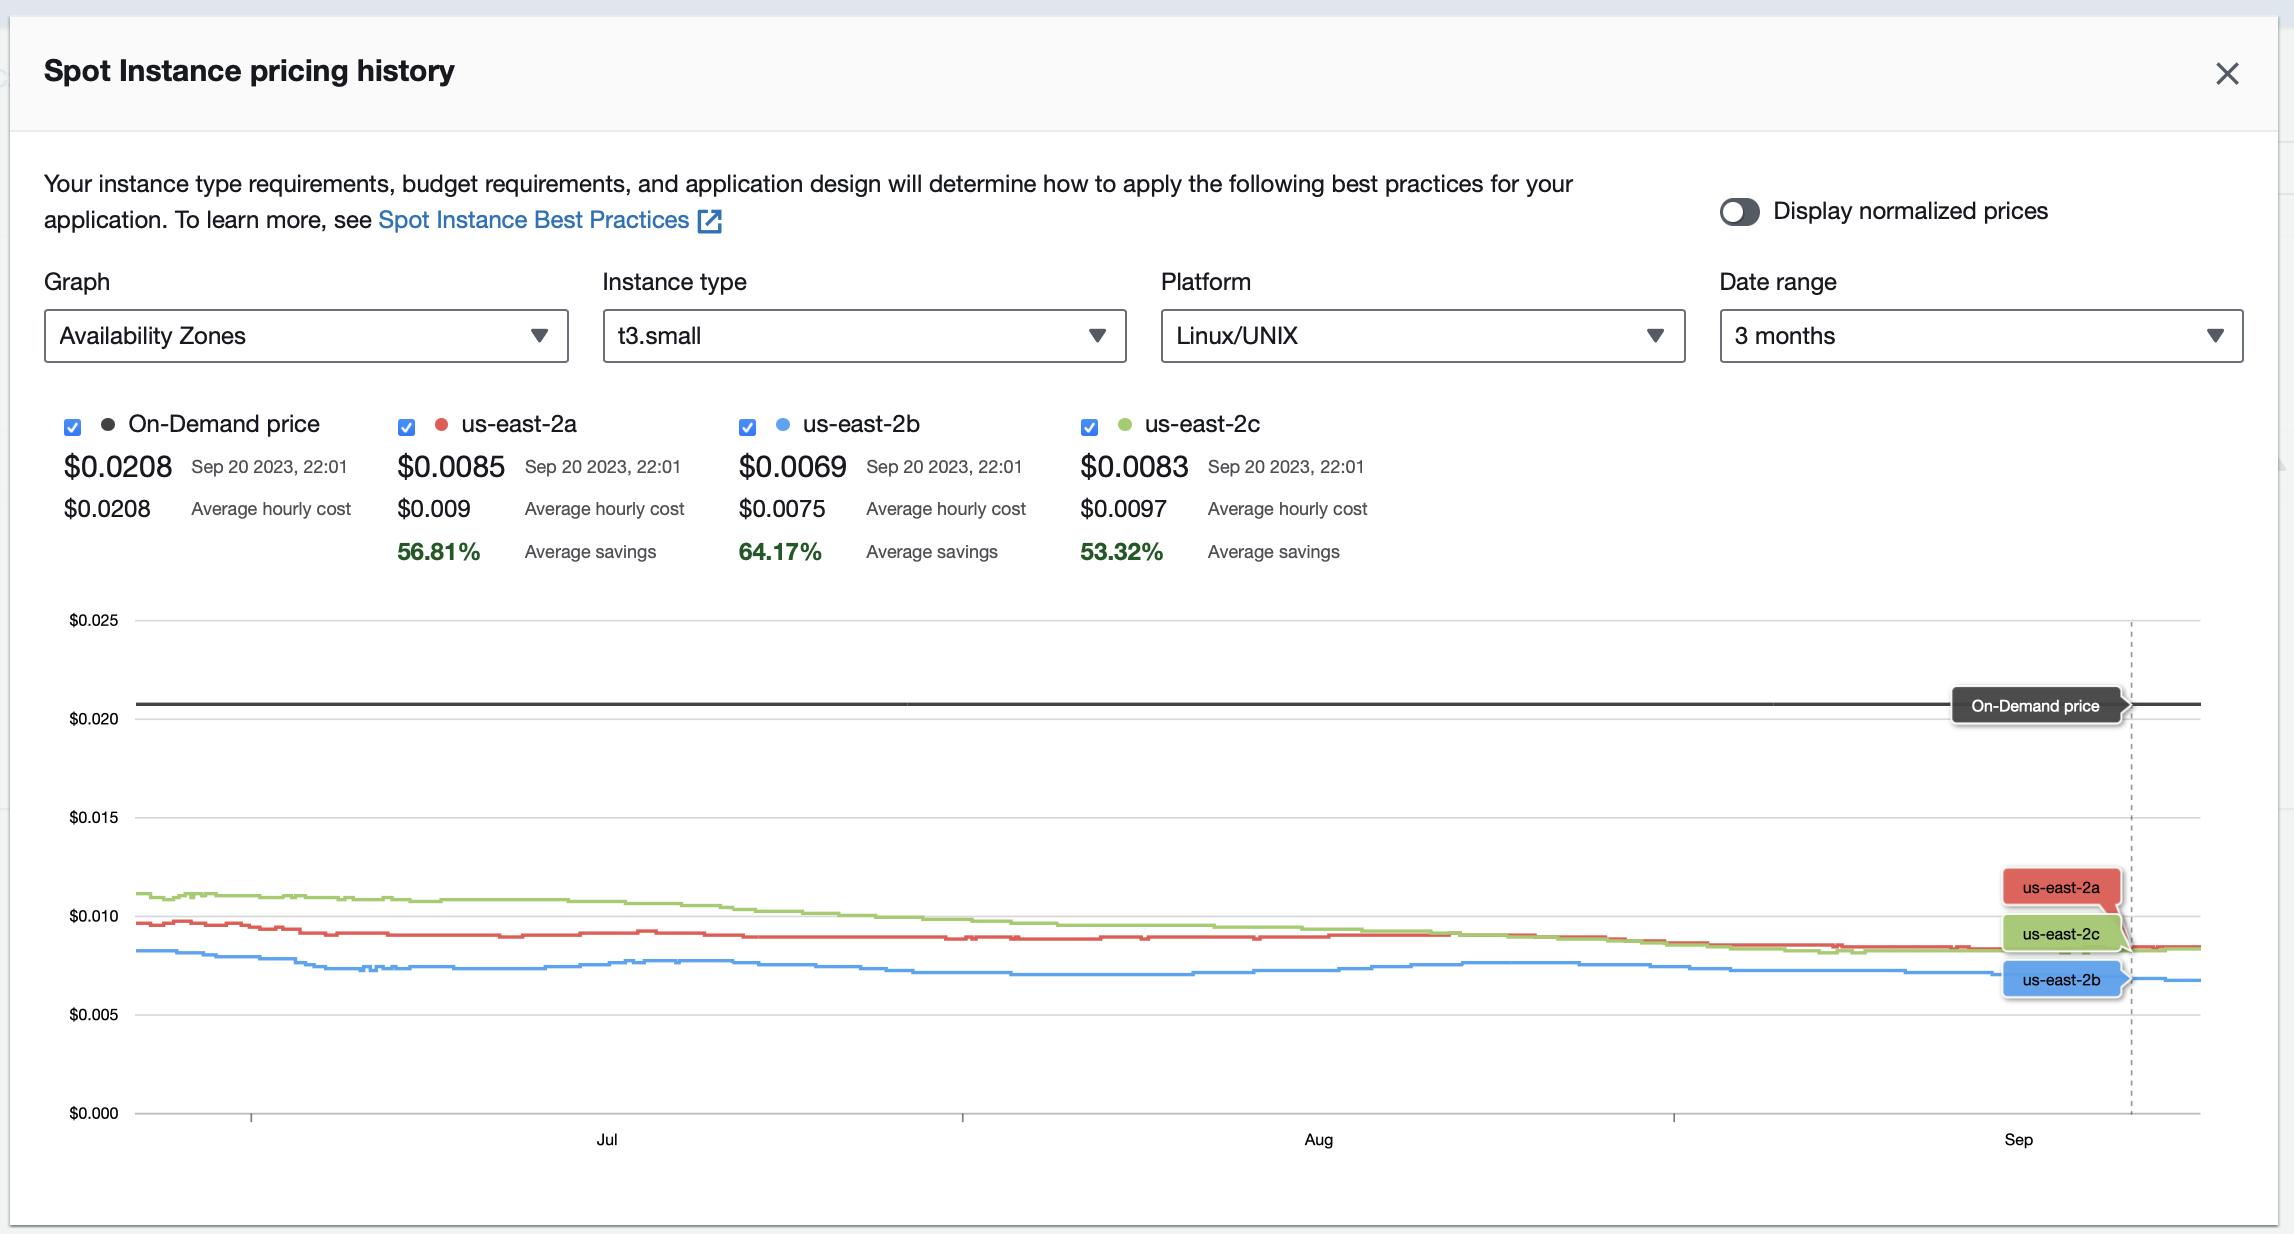 Spot Instance pricing history
Your instance type requirements, budget requirements, and application design will determine how to apply the following best practices for your
application. To learn more, see Spot Instance Best Practices
Display normalized prices
Graph Instance type Platform Date range
Availability Zones t3.small Linux/UNIX 3 months
On-Demand price us-east-2a us-east-2b us-east-2c
$0.0208 Sep 20 2023, 22:01 $0.0085 Sep 20 2023, 22:01 $0.0069 Sep 20 2023, 22:01 $0.0083 Sep 20 2023, 22:01
$0.0208 Average hourly cost $0.009 Average hourly cost $0.0075 Average hourly cost $0.0097 Average hourly cost
56.81% Average savings 64.17% Average savings 53.32% Average savings
$0.025
On-Demand price
$0.020
$0.015
us-east-2a
$0.010
us-east-2c
us-east-2b
$0.005
$0.000
Jul Aug Sep